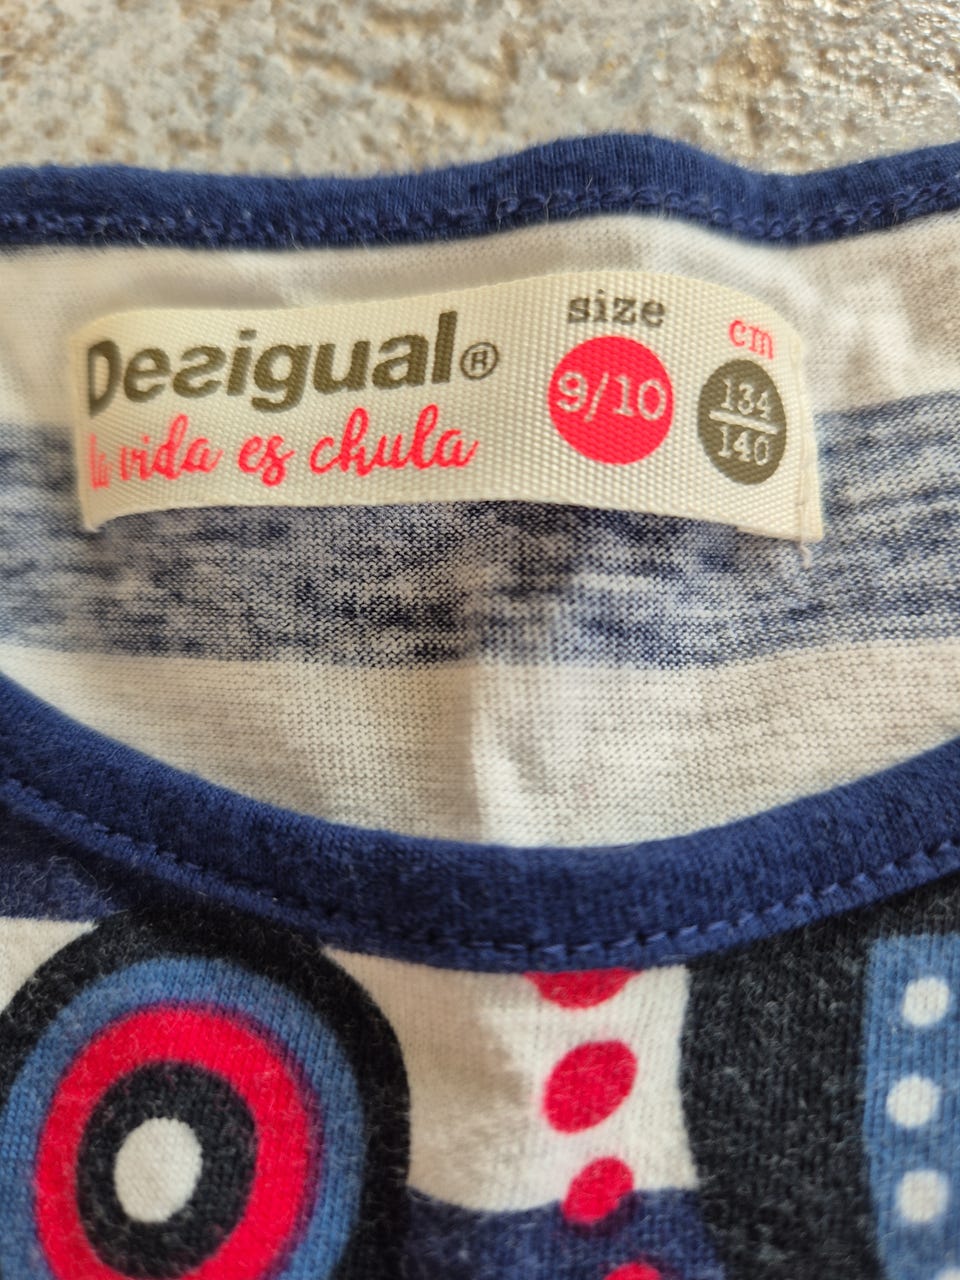 Desigual®
la vida es chula
size
9/10
cm
134
140